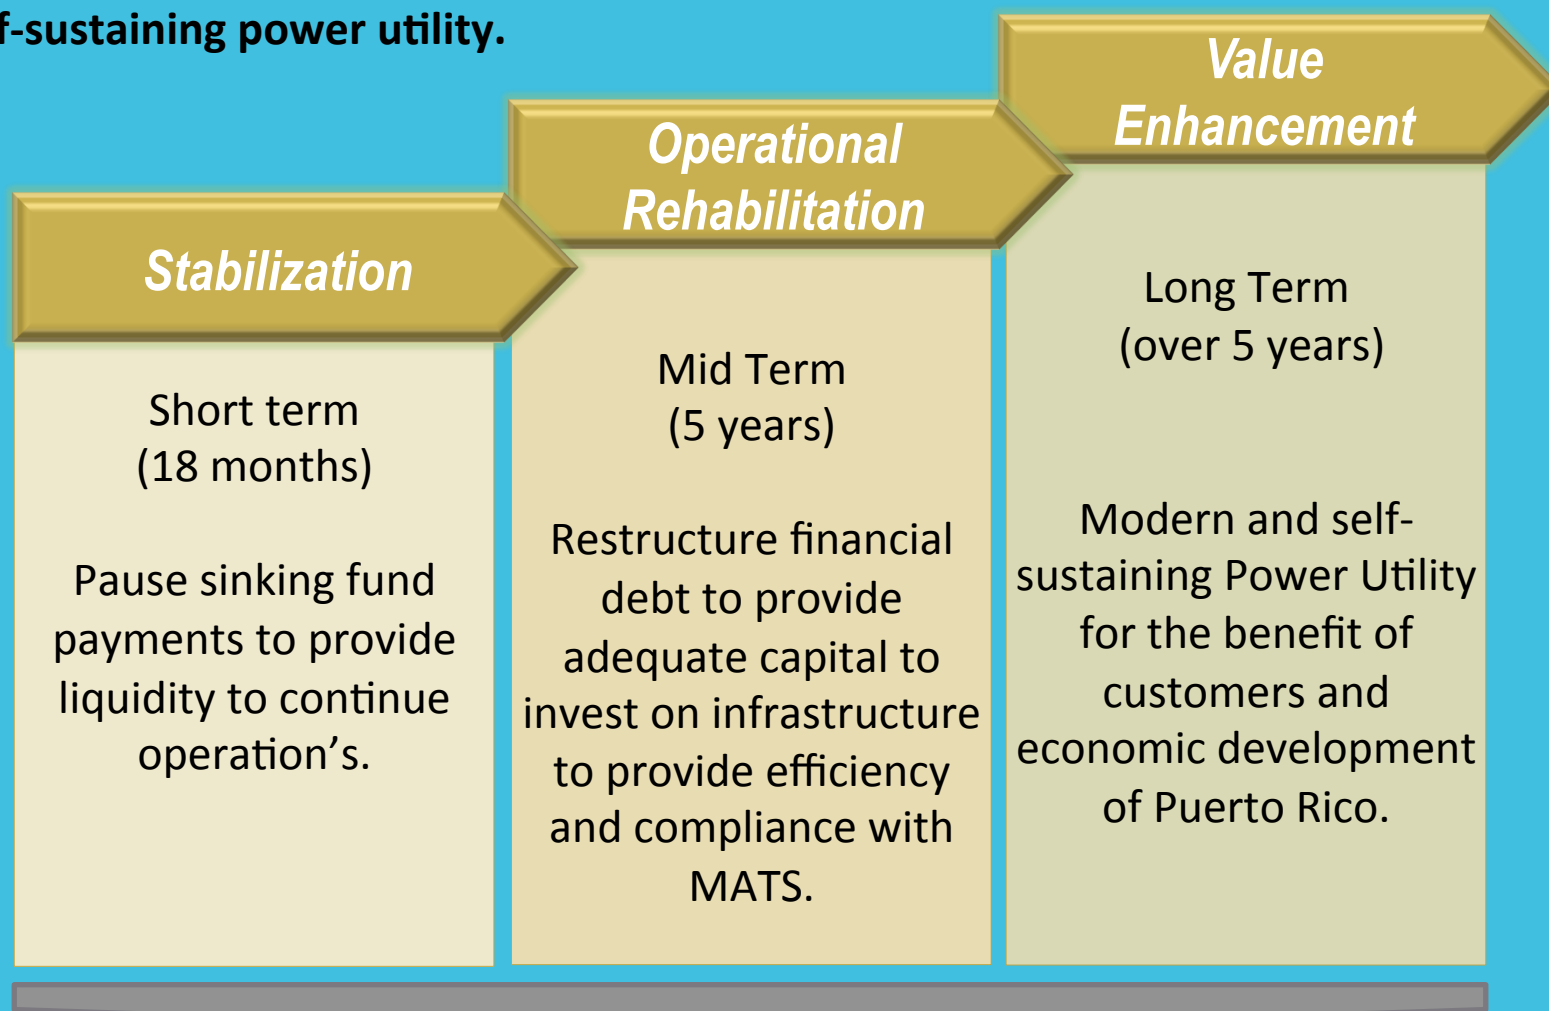 f-sustaining power utility.
Stabilization
Short term
(18 months)
Pause sinking fund
payments to provide
liquidity to continue
operation’s.
Operational
Rehabilitation
Mid Term
(5 years)
Restructure financial
debt to provide
adequate capital to
invest on infrastructure
to provide efficiency
and compliance with
MATS.
Value
Enhancement
Long Term
(over 5 years)
Modern and self-
sustaining Power Utility
for the benefit of
customers and
economic development
of Puerto Rico.